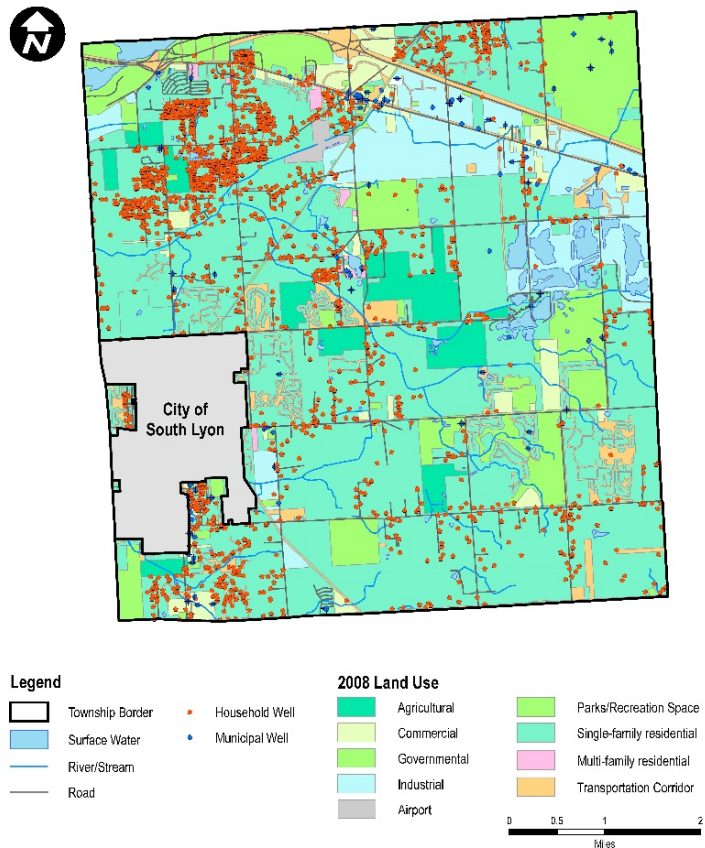 N
City of
South Lyon
Legend
Township Border
Surface Water
River/Stream
Road
Household Well
Municipal Well
2008 Land Use
Agricultural
Commercial
Governmental
Industrial
Airport
Parks/Recreation Space
Single-family residential
Multi-family residential
Transportation Corridor
0 0.5 1 2
Miles